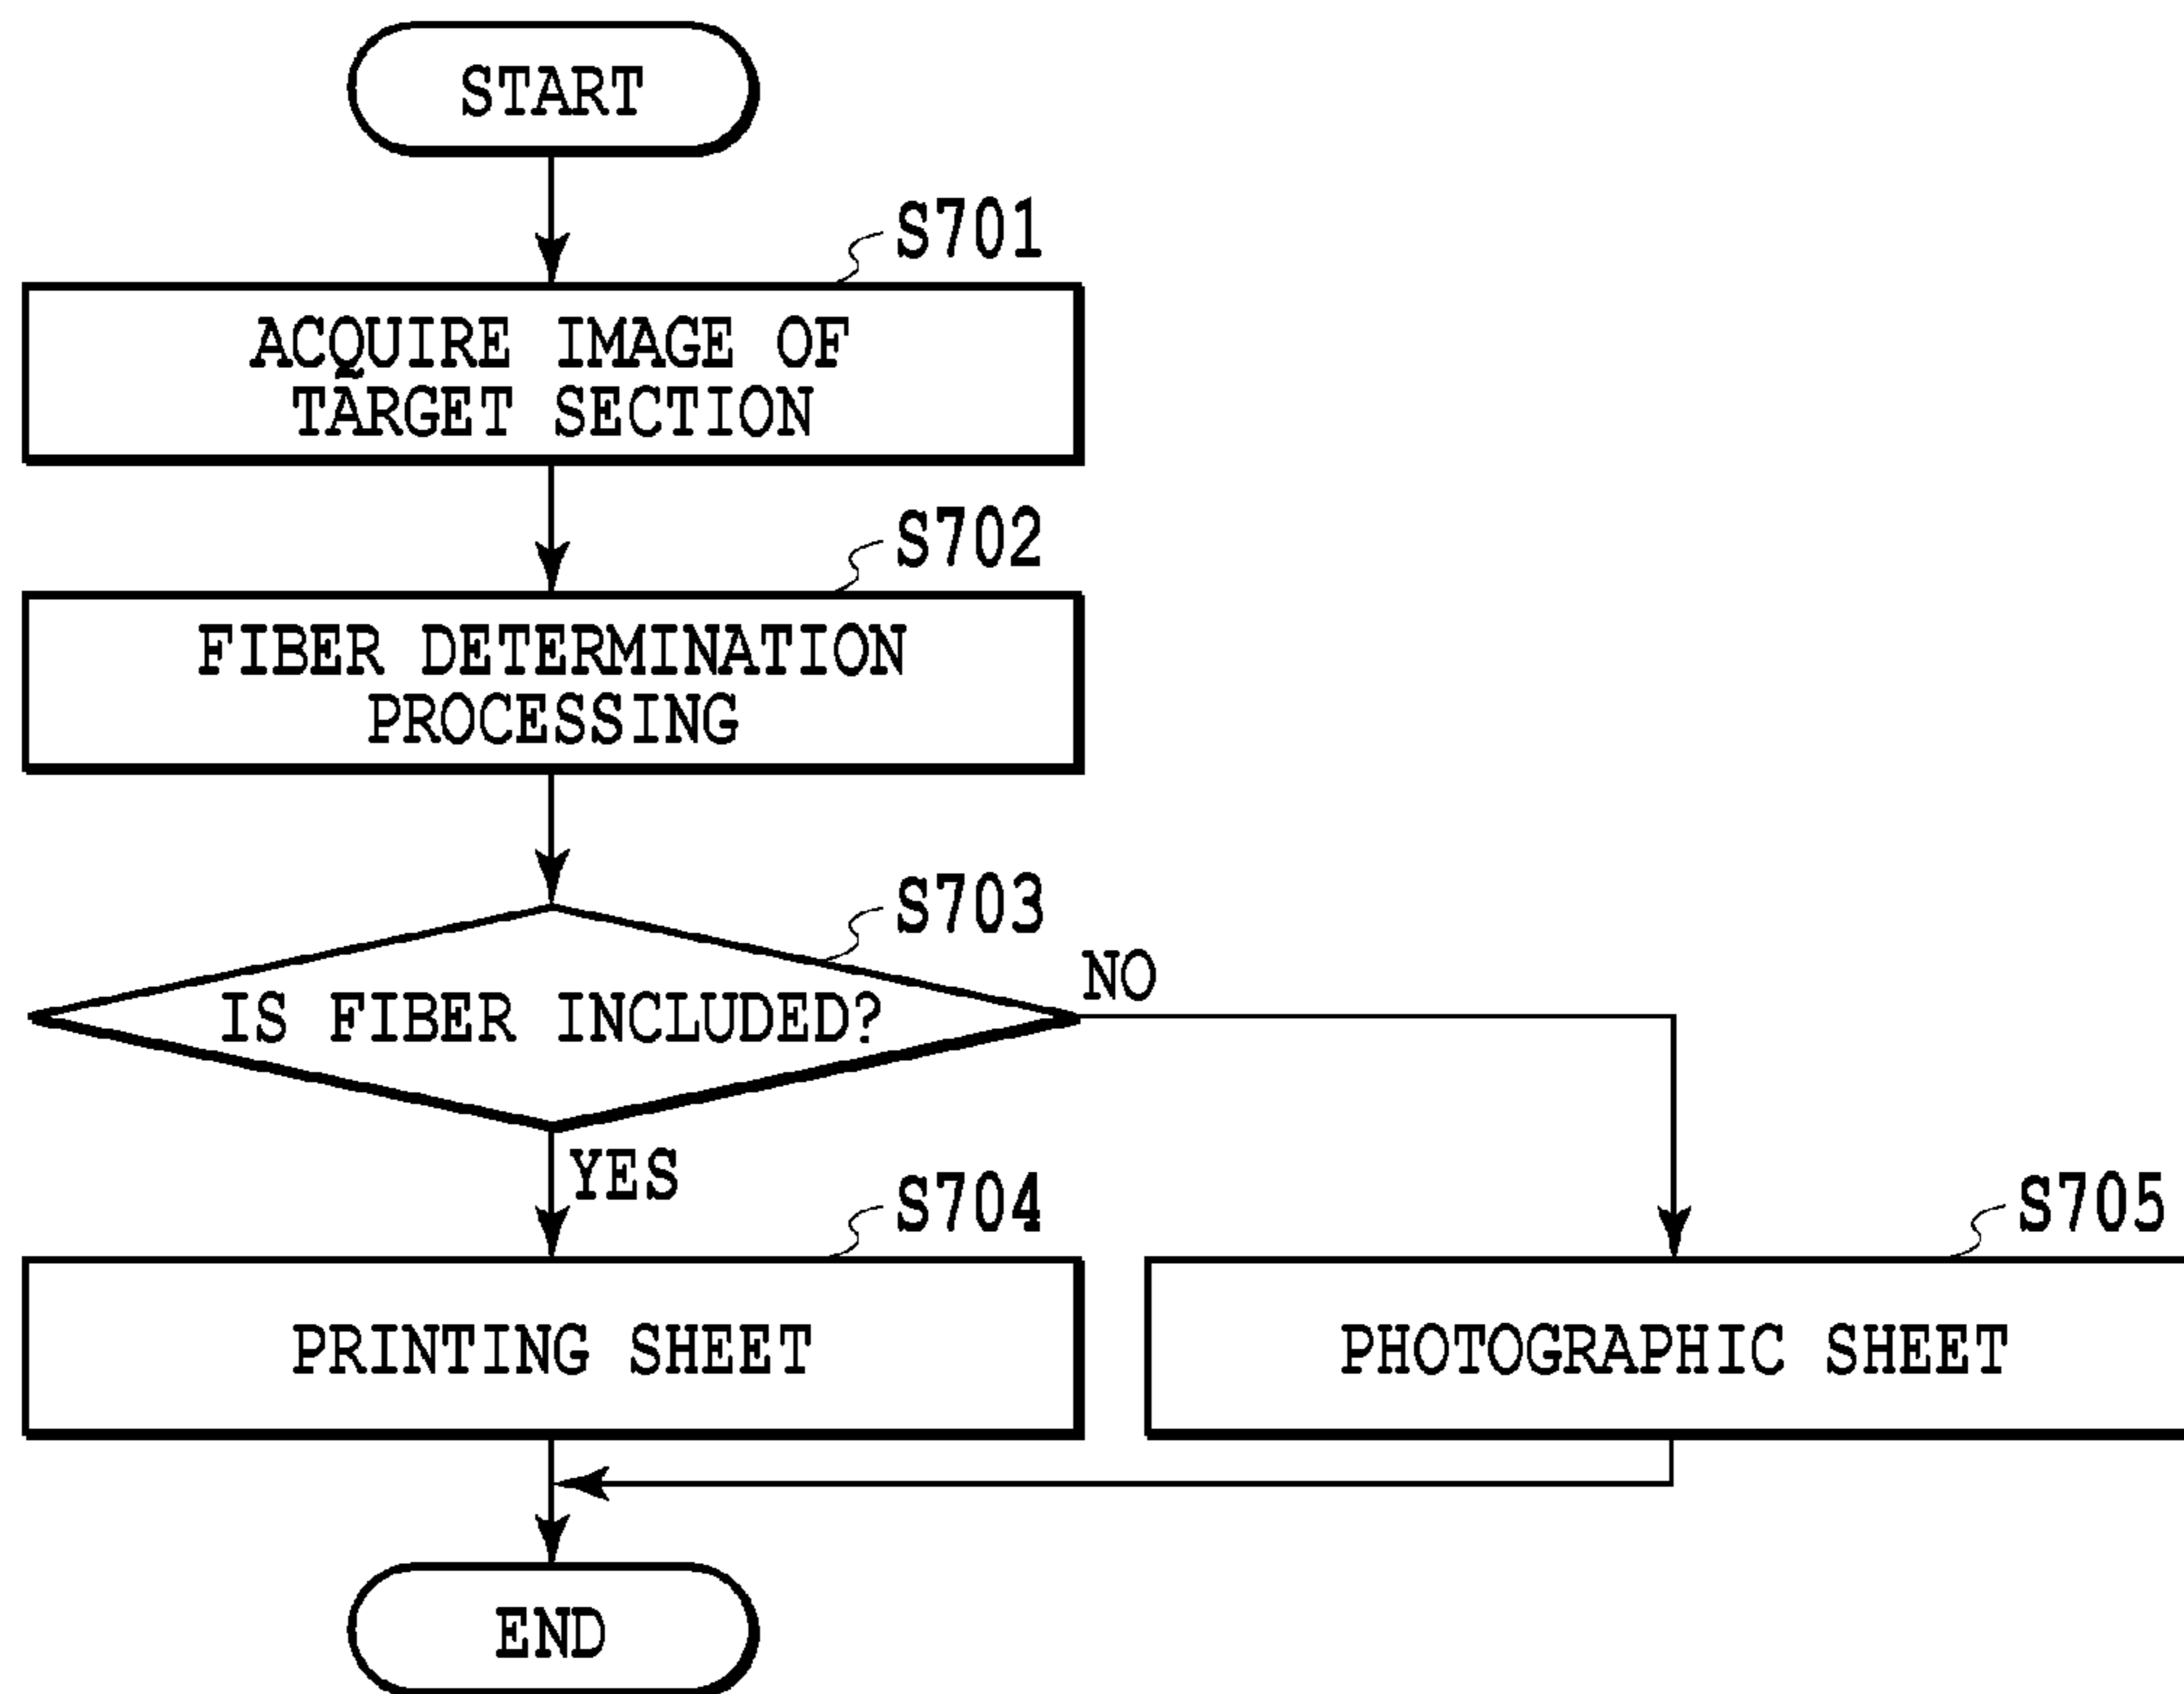 START
S701
ACQUIRE IMAGE OF
TARGET SECTION
S702
FIBER DETERMINATION
PROCESSING
S703
IS FIBER INCLUDED?
NO
YES
S704
PRINTING SHEET
S705
PHOTOGRAPHIC SHEET
END